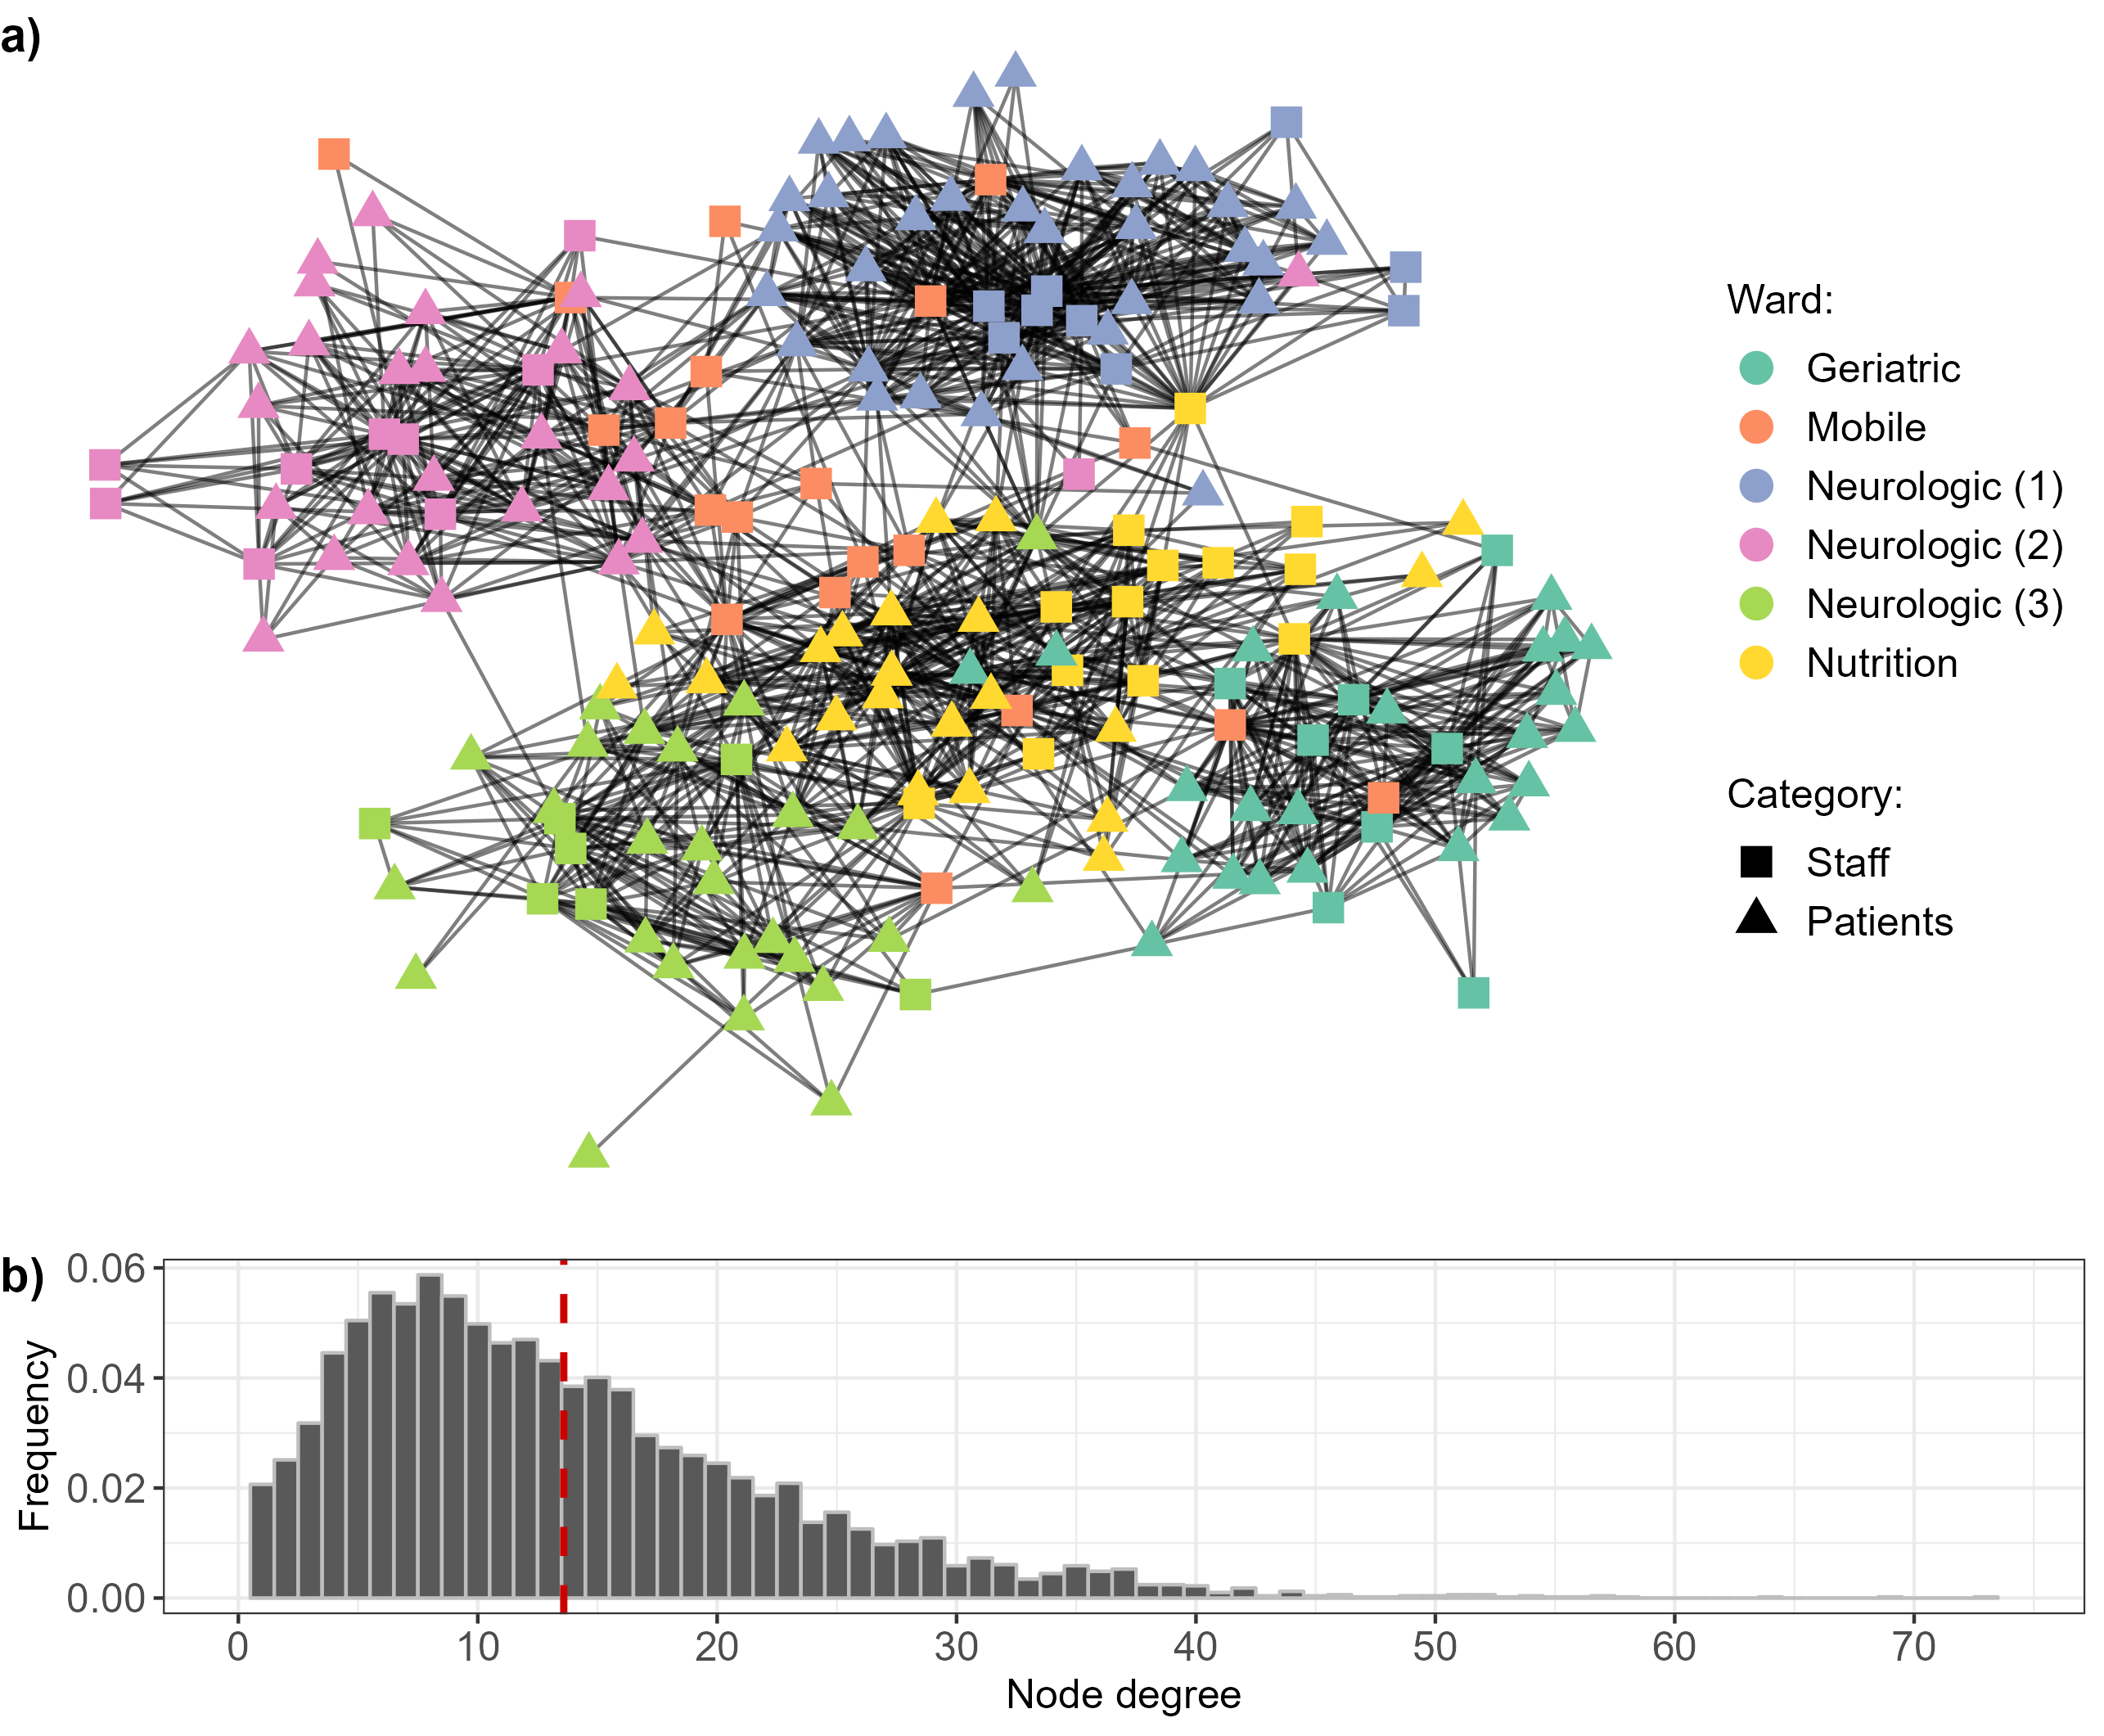 a)
Ward:
Geriatric
Mobile
Neurologic (1)
Neurologic (2)
Neurologic (3)
Nutrition
Category:
Staff
Patients
b)
Frequency
0.06
0.04
0.02
0.00
0 10 20 30 40 50 60 70
Node degree